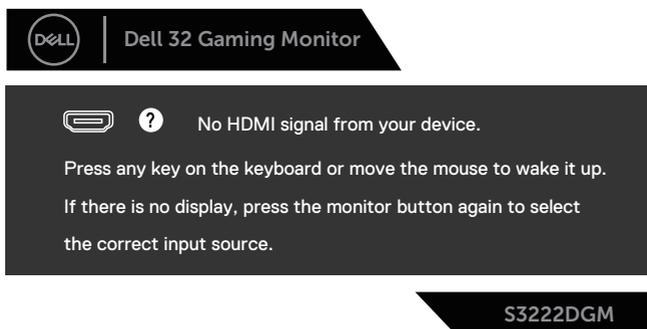 DELL
Dell 32 Gaming Monitor
? No HDMI signal from your device.
Press any key on the keyboard or move the mouse to wake it up.
If there is no display, press the monitor button again to select
the correct input source.
S3222DGM